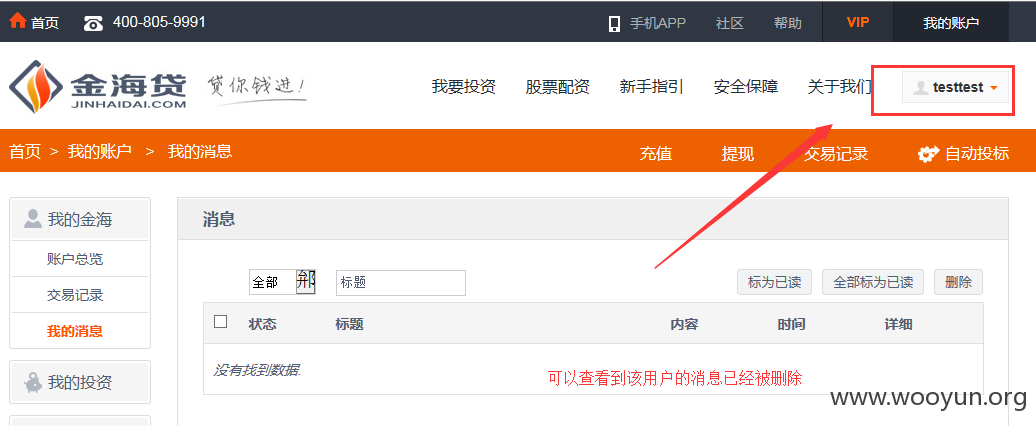 首页 400-805-9991 手机APP 社区 帮助 VIP 我的账户
金海贷 JINHAIDAI.COM 贷你钱进! 我要投资 股票配资 新手指引 安全保障 关于我们 testtest
首页 > 我的账户 > 我的消息 充值 提现 交易记录 自动投标
我的金海
账户总览
交易记录
我的消息
我的投资
消息
全部 标题 标为已读 全部标为已读 删除
状态 标题 内容 时间 详细
没有找到数据.
可以查看到该用户的消息已经被删除
www.wooyun.org